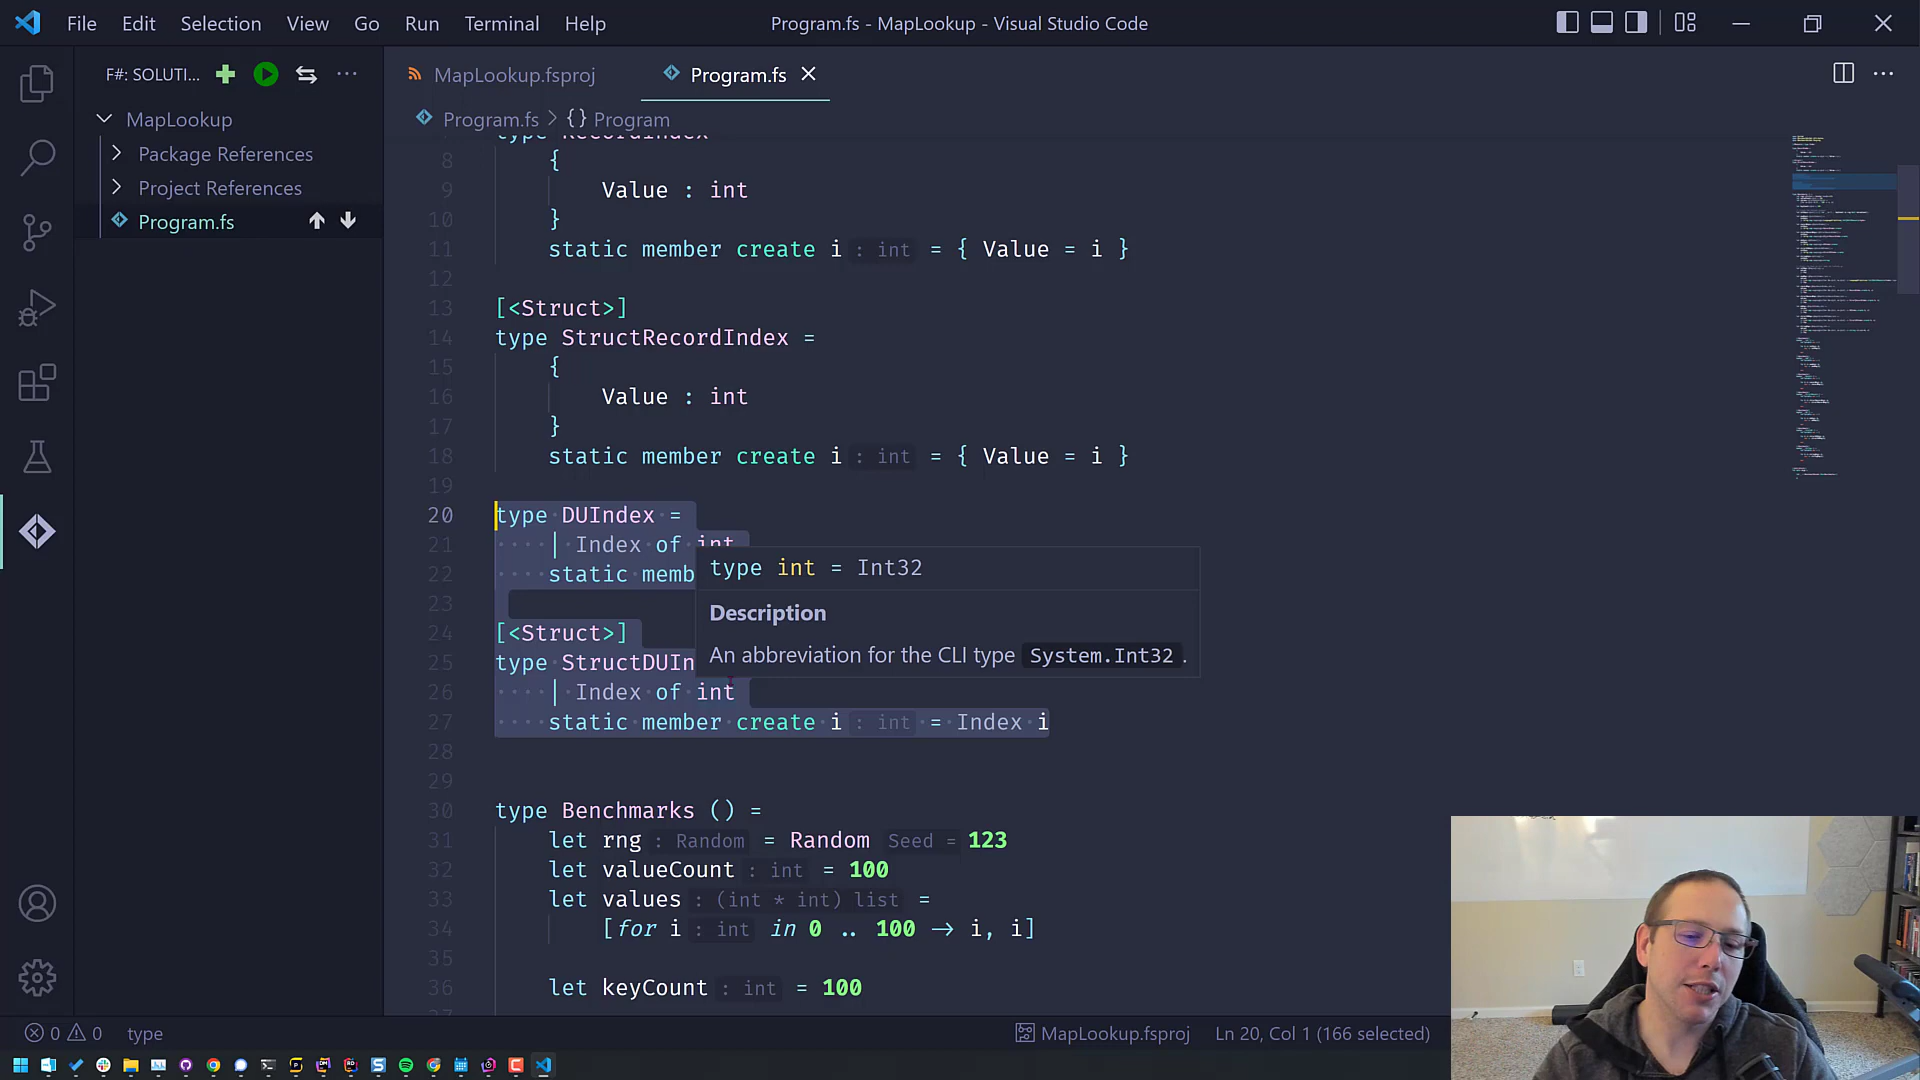 File Edit Selection View Go Run Terminal Help
Program.fs - MapLookup - Visual Studio Code
F#: SOLUTI...
MapLookup.fsproj
Program.fs
MapLookup
Program.fs > {} Program
Package References
Project References
Program.fs
type RecordIndex
8 {
9 Value : int
10 }
11 static member create i : int = { Value = i }
12
13 [<Struct>]
14 type StructRecordIndex =
15 {
16 Value : int
17 }
18 static member create i : int = { Value = i }
19
20 type DUIndex =
21 | Index of int
22 static memb
23
24 [<Struct>]
25 type StructDUIn
26 | Index of int
27 static member create i : int = Index i
28
29
30 type Benchmarks () =
31 let rng : Random = Random Seed = 123
32 let valueCount : int = 100
33 let values : (int * int) list =
34 [for i : int in 0 .. 100 -> i, i]
35
36 let keyCount : int = 100
type int = Int32
Description
An abbreviation for the CLI type System.Int32.
0 0 type
MapLookup.fsproj
Ln 20, Col 1 (166 selected)